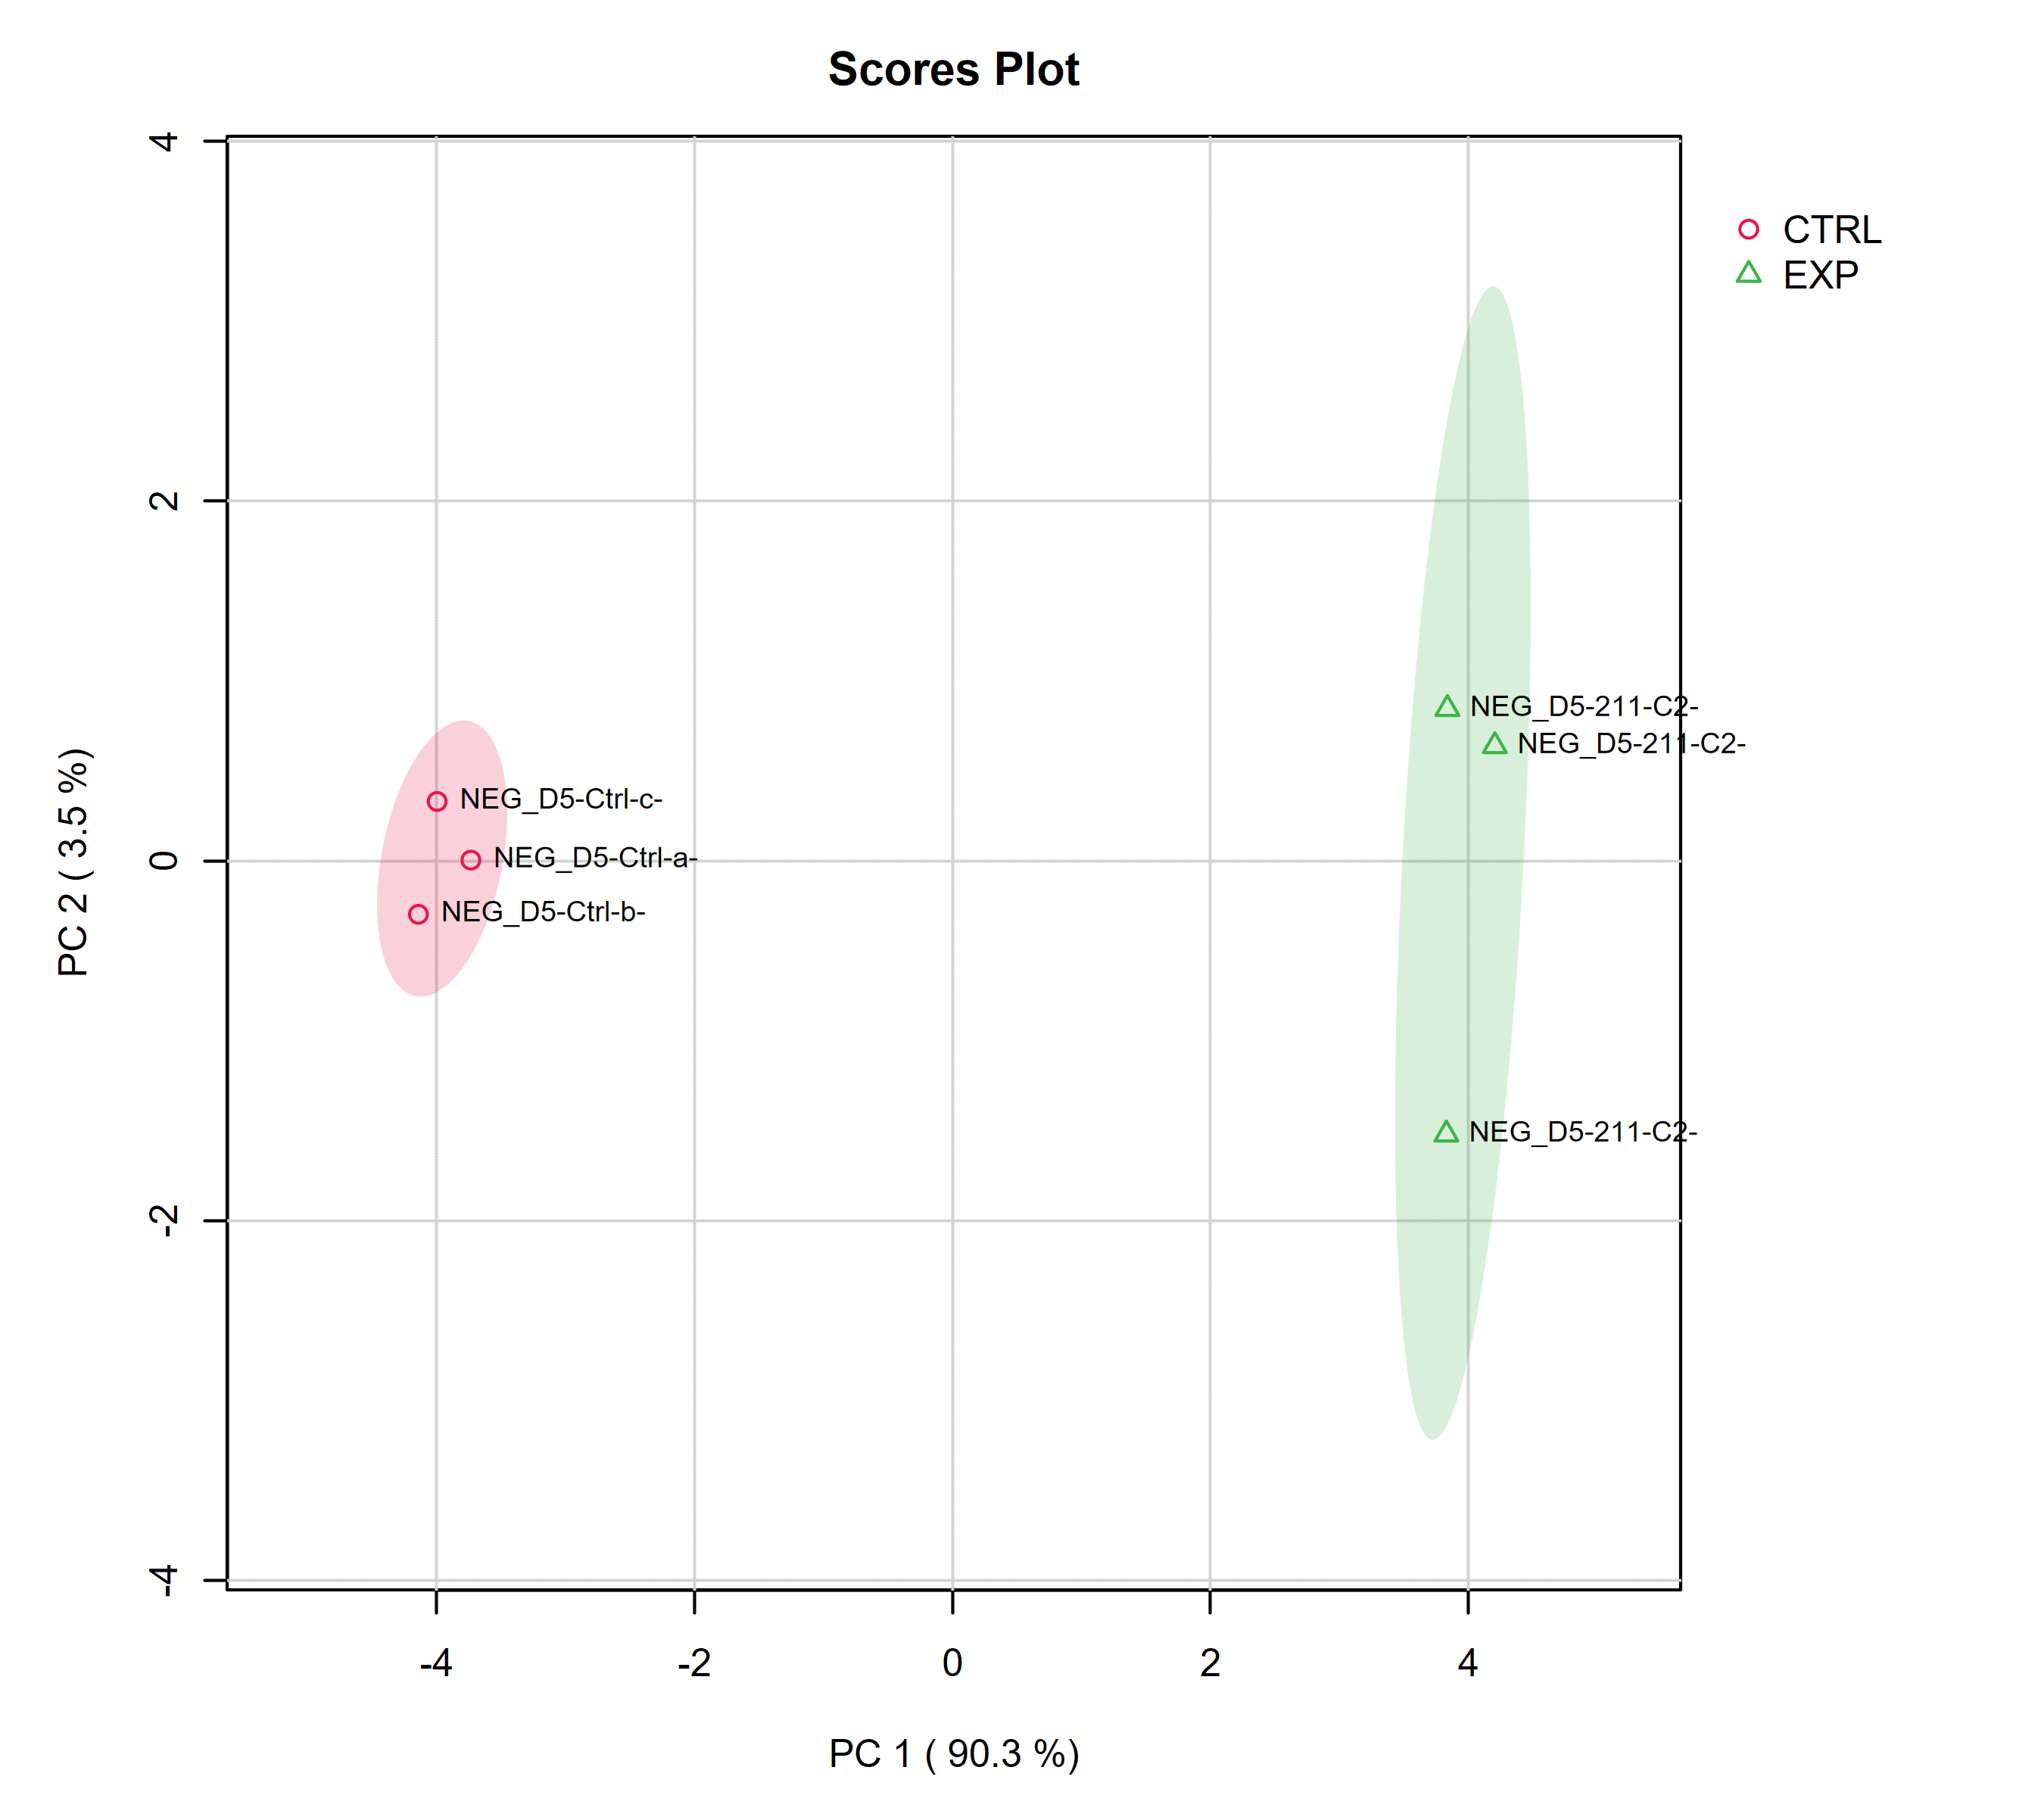 Scores Plot
4
2
0
-2
-4
PC 2 ( 3.5 %)
CTRL
EXP
NEG_D5-211-C2-
NEG_D5-211-C2-
NEG_D5-Ctrl-c-
NEG_D5-Ctrl-a-
NEG_D5-Ctrl-b-
NEG_D5-211-C2-
-4 -2 0 2 4
PC 1 ( 90.3 %)